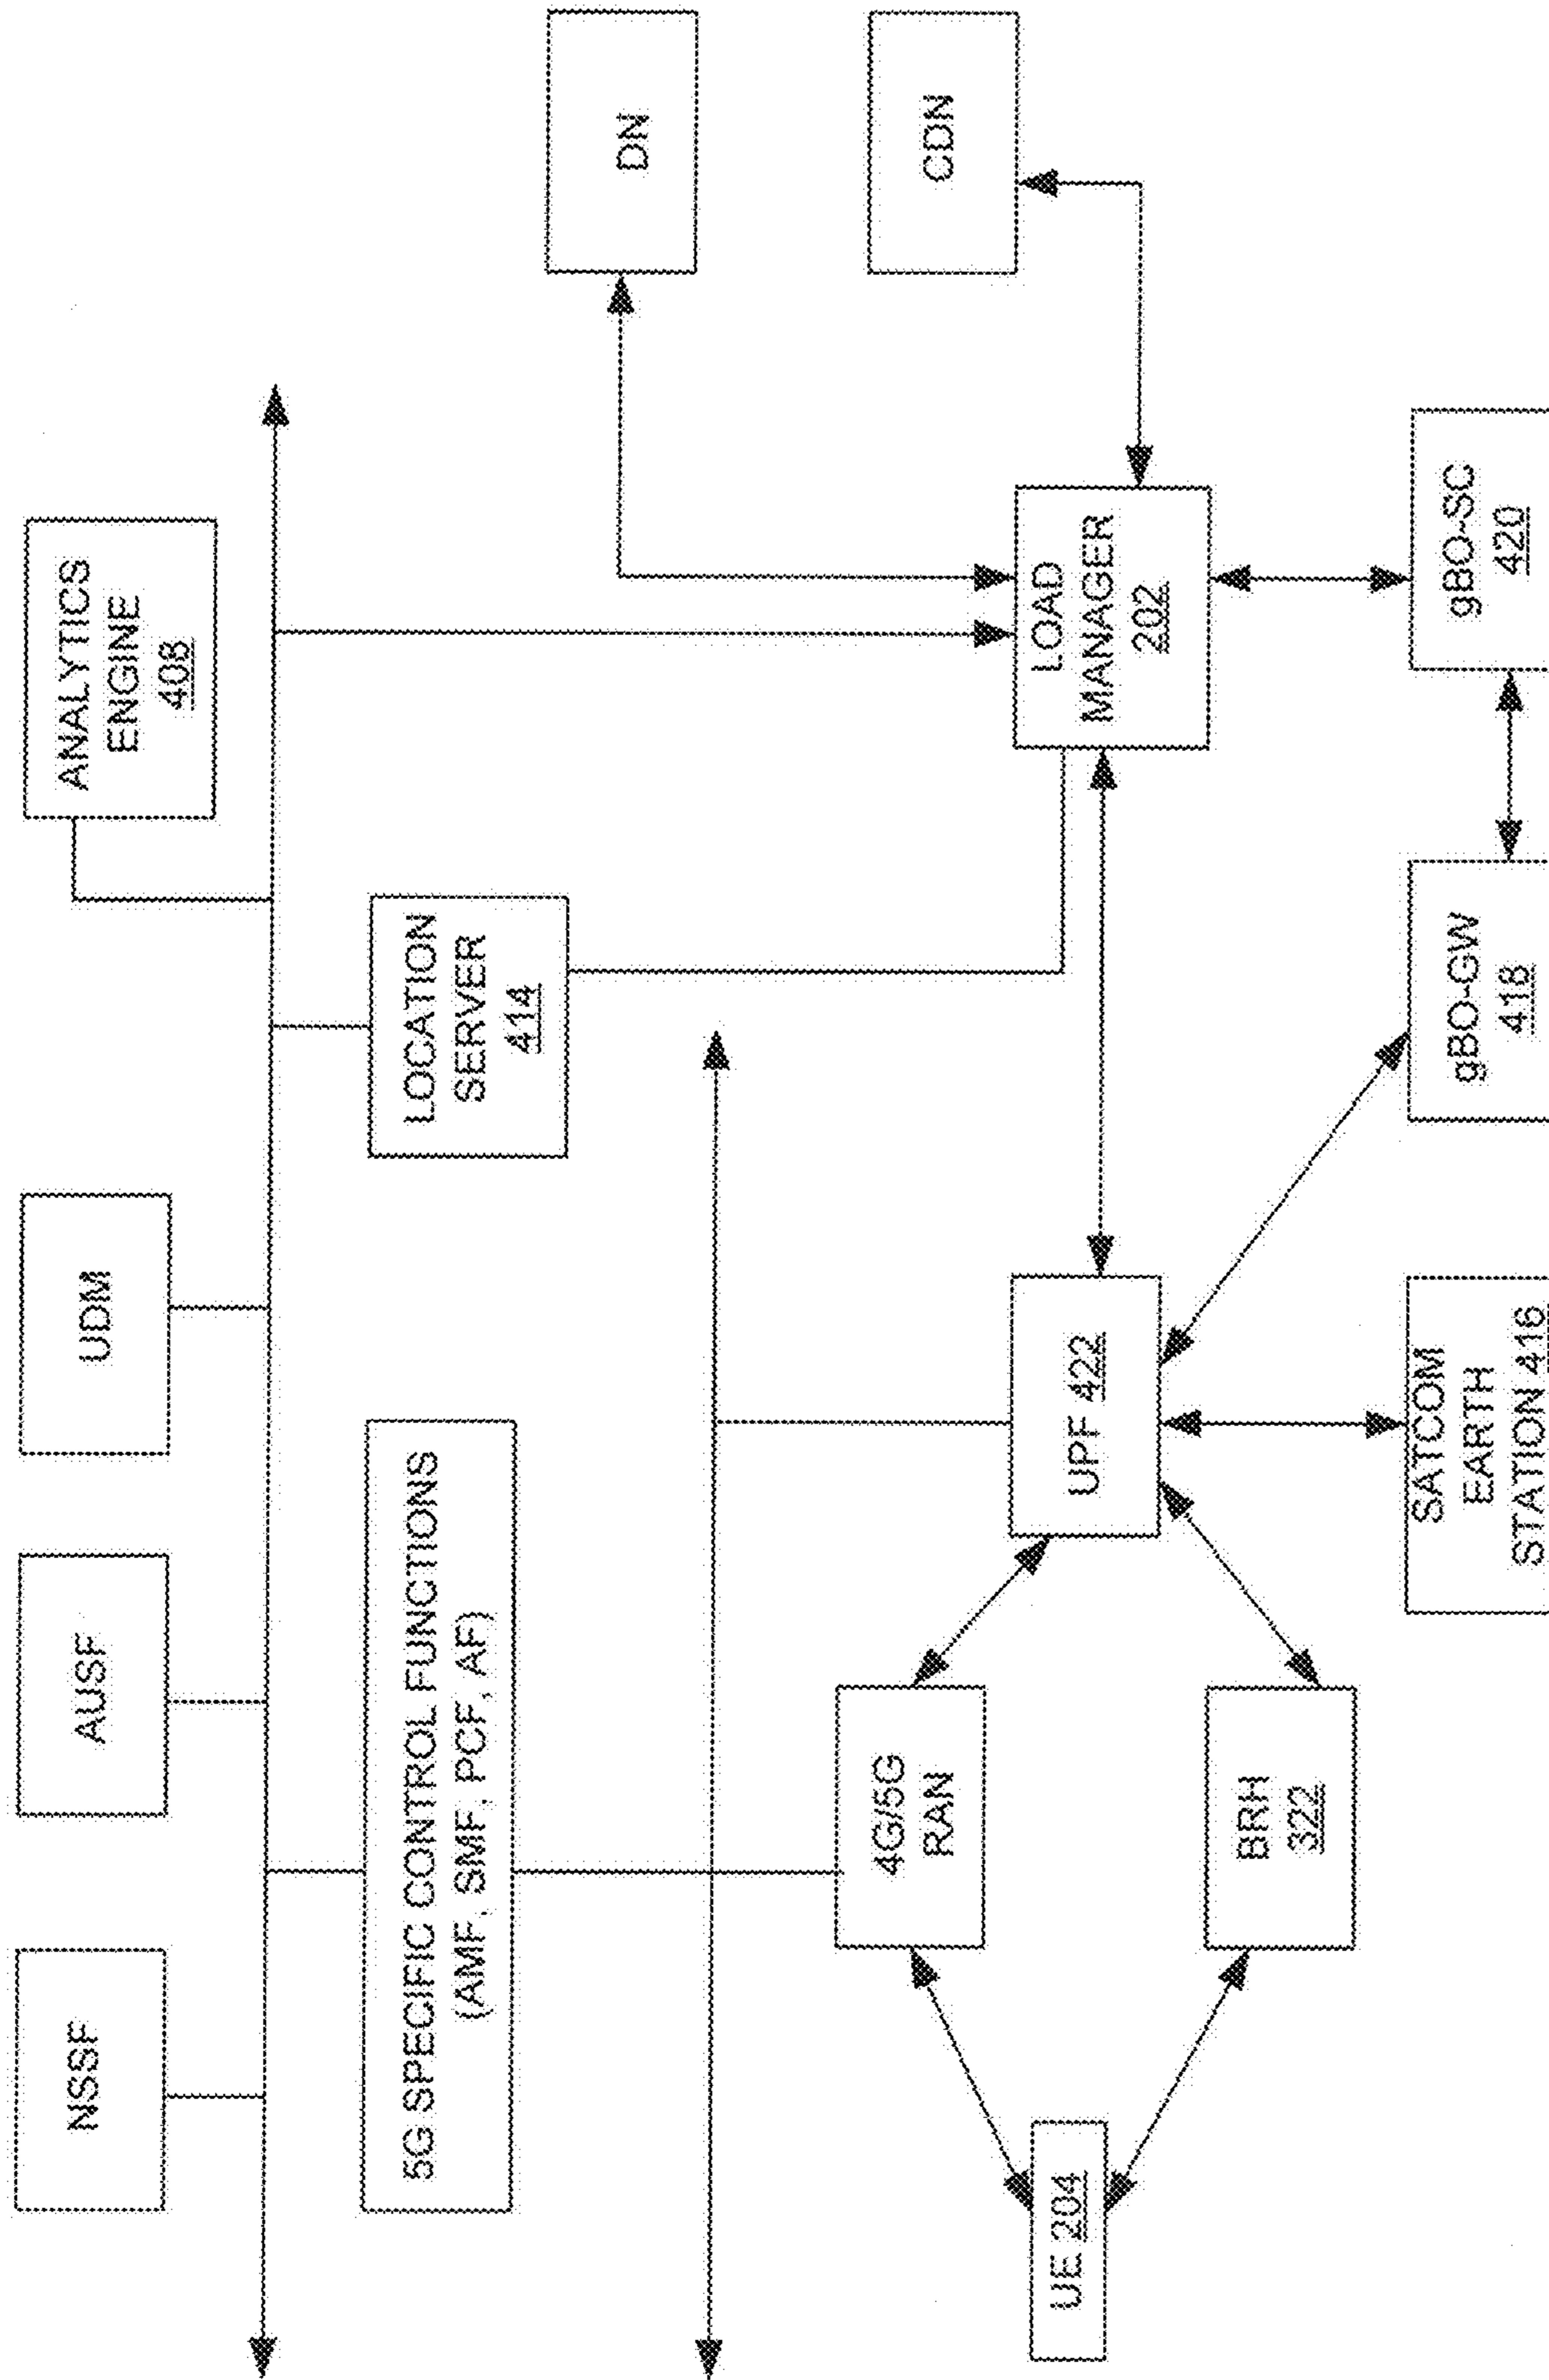 NSSF
AUSF
UDM
ANALYTICS
ENGINE
408
5G SPECIFIC CONTROL FUNCTIONS
(AMF, SMF, PCF, AF)
LOCATION
SERVER
414
DN
4G/5G
RAN
CDN
UE 204
UPF 422
LOAD
MANAGER
202
BRH
322
SATCOM
EARTH
STATION 416
gBO-GW
418
gBO-SC
420